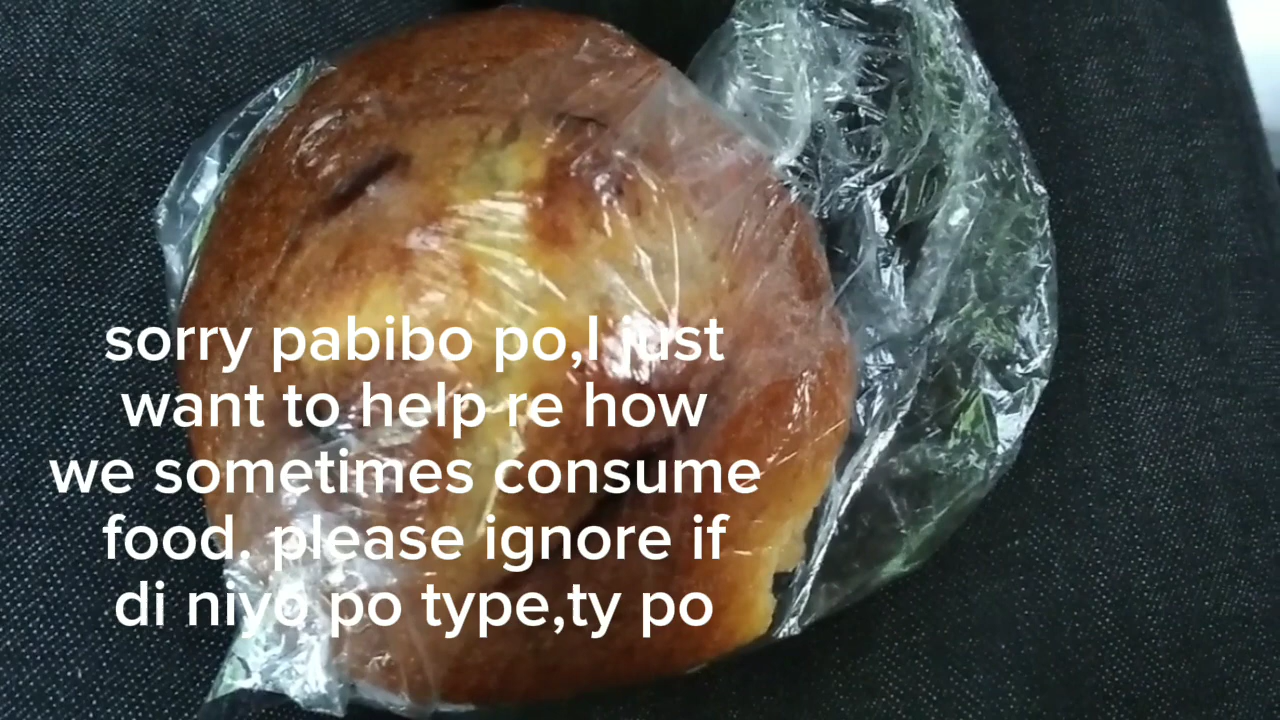 sorry pabibo po,I just
want to help re how
we sometimes consume
food. please ignore if
di niyo po type,ty po